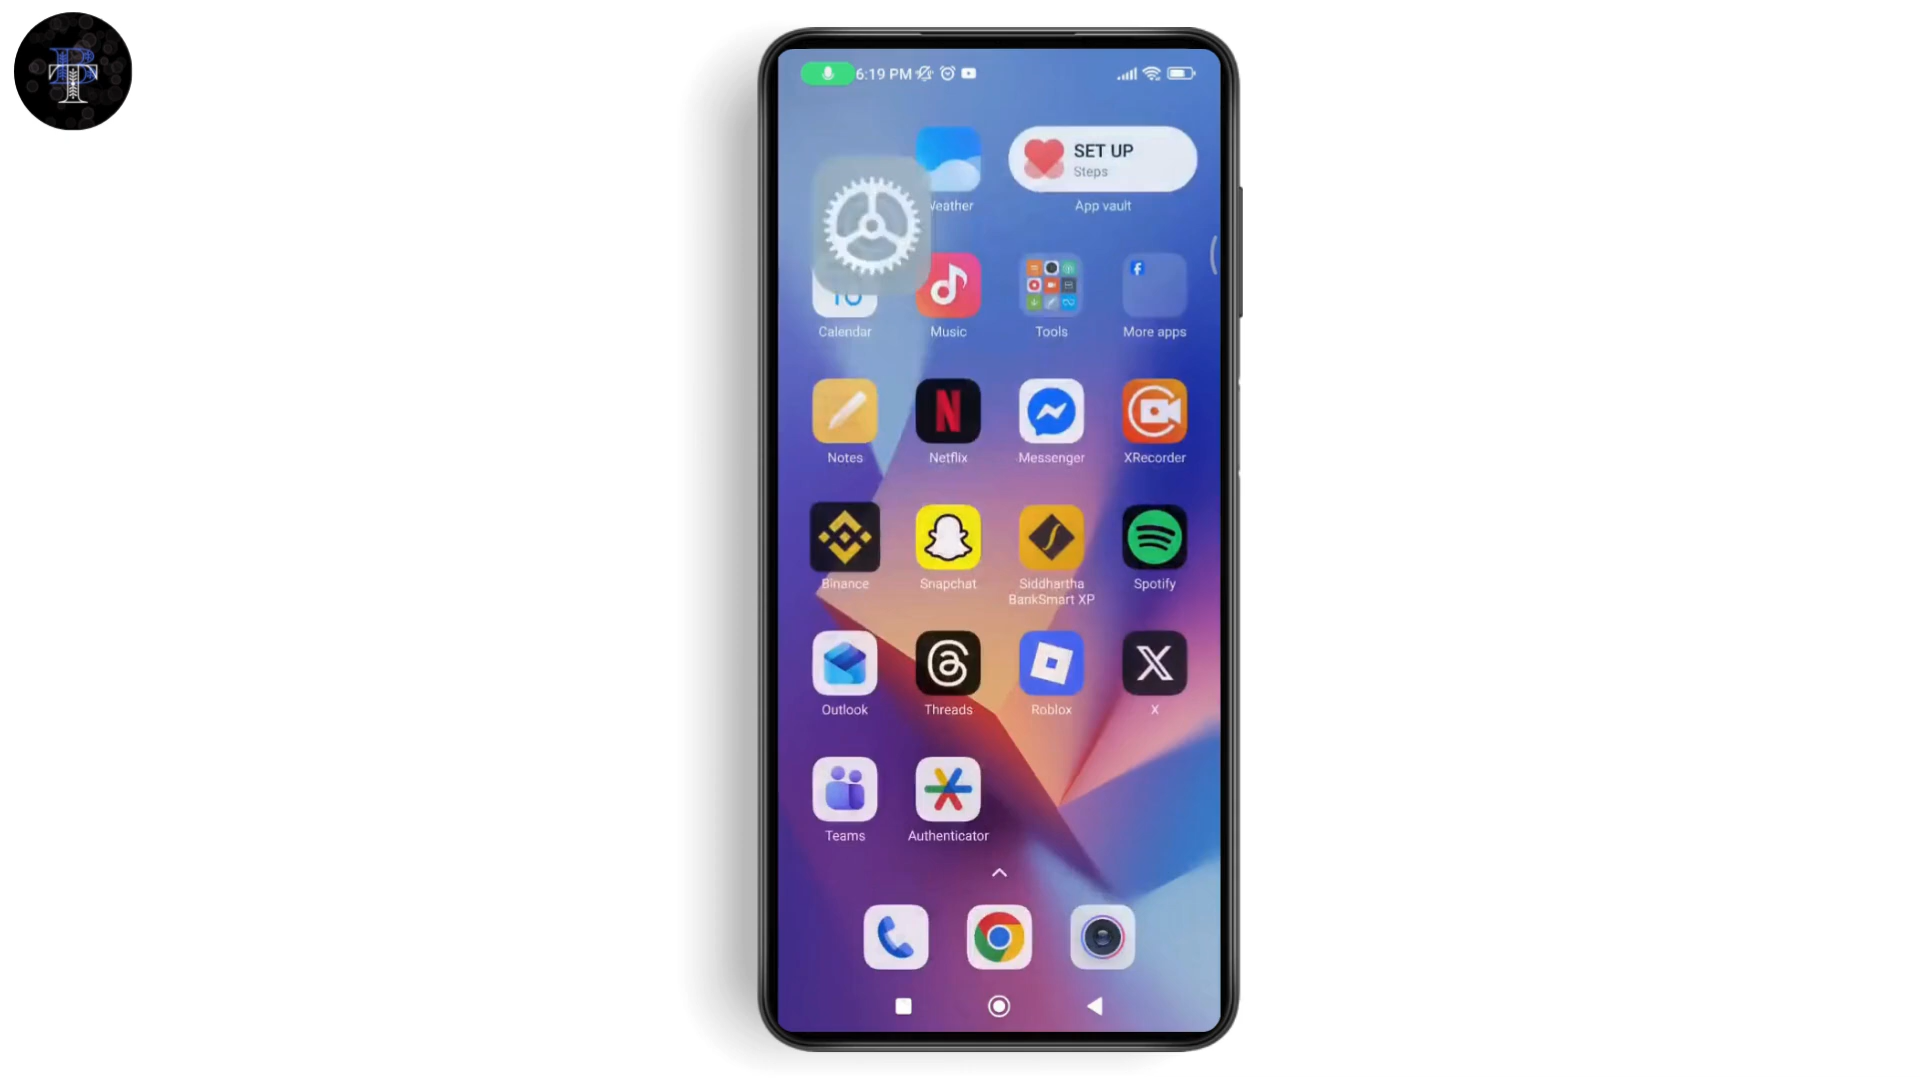 BT
6:19 PM
SET UP
Steps
Weather
App vault
Calendar
Music
Tools
More apps
Notes
Netflix
Messenger
XRecorder
Binance
Snapchat
Siddhartha
BankSmart XP
Spotify
Outlook
Threads
Roblox
X
Teams
Authenticator